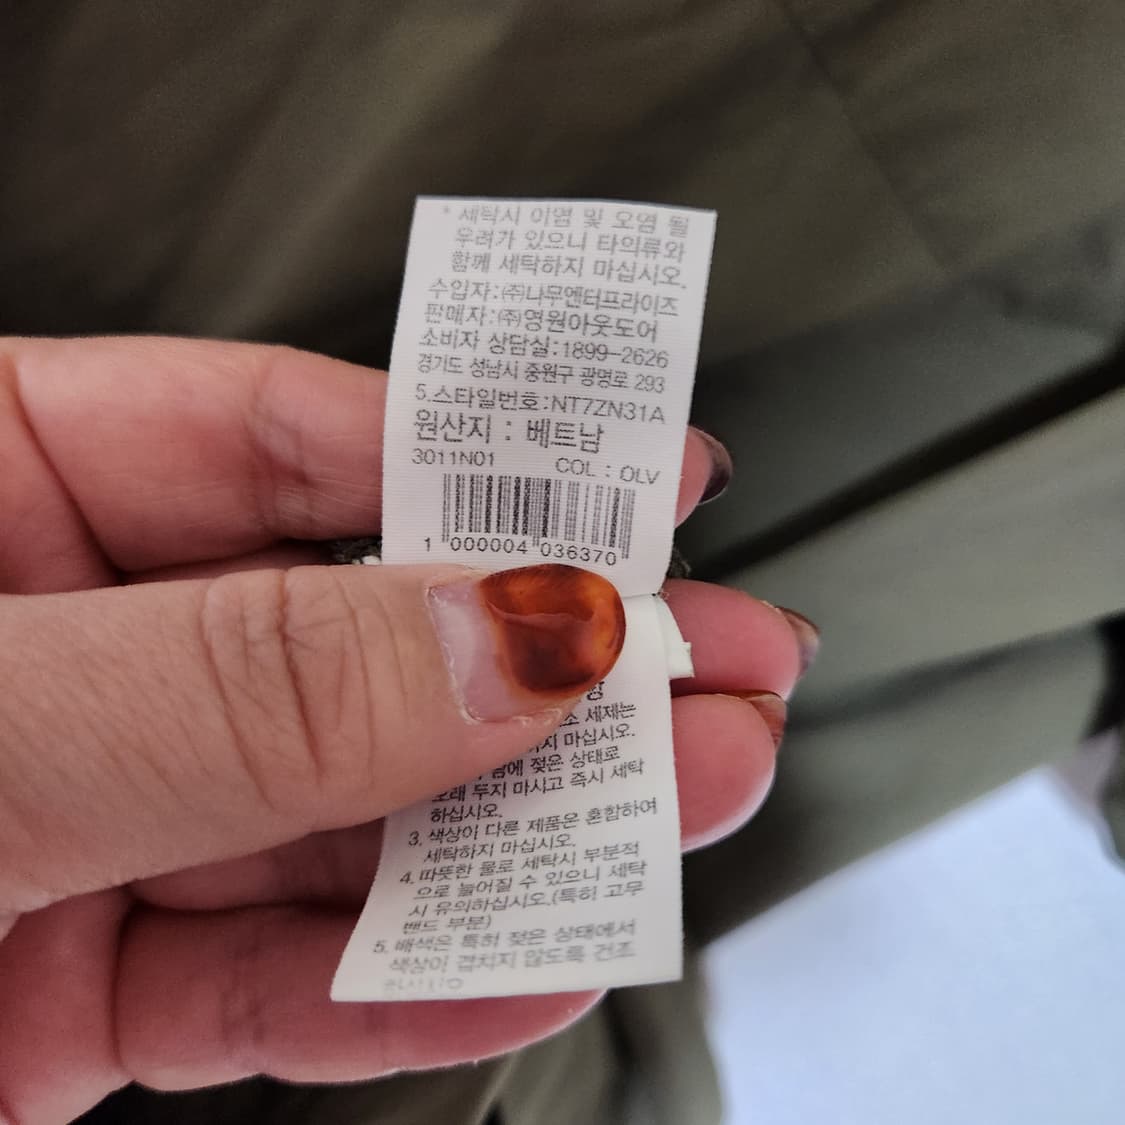 * 세탁시 이염 및 오염 될
우려가 있으니 타의류와
함께 세탁하지 마십시오.
수입자:㈜나무엔터프라이즈
판매자:㈜영원아웃도어
소비자 상담실:1899-2626
경기도 성남시 중원구 광명로 293
5.스타일번호:NT7ZN31A
원산지 : 베트남
3011N01 COL : OLV
1 000004 036370
세제는
마십시오.
젖은 상태로
오래 두지 마시고 즉시 세탁
하십시오.
3. 색상이 다른 제품은 혼합하여
세탁하지 마십시오.
4. 따뜻한 물로 세탁시 부분적
으로 늘어질 수 있으니 세탁
시 유의하십시오.(특히 고무
밴드 부분)
5. 배색은 특히 젖은 상태에서
색상이 겹치지 않도록 건조